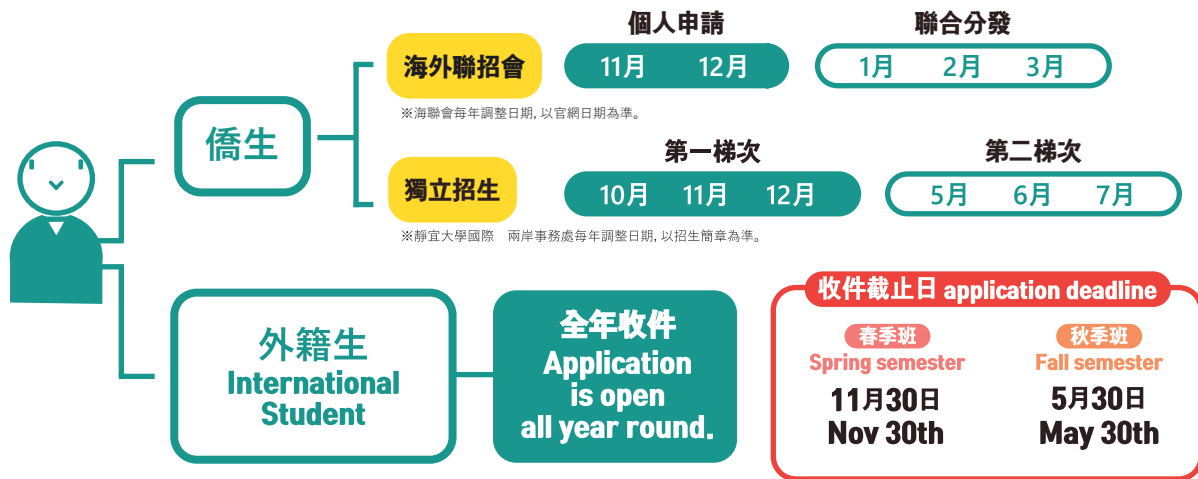 個人申請
聯合分發
海外聯招會
11月 12月
1月 2月 3月
※海聯會每年調整日期, 以官網日期為準。
僑生
第一梯次
第二梯次
獨立招生
10月 11月 12月
5月 6月 7月
※靜宜大學國際 兩岸事務處每年調整日期, 以招生簡章為準。
外籍生
International
Student
全年收件
Application
is open
all year round.
收件截止日 application deadline
春季班
Spring semester
11月30日
Nov 30th
秋季班
Fall semester
5月30日
May 30th